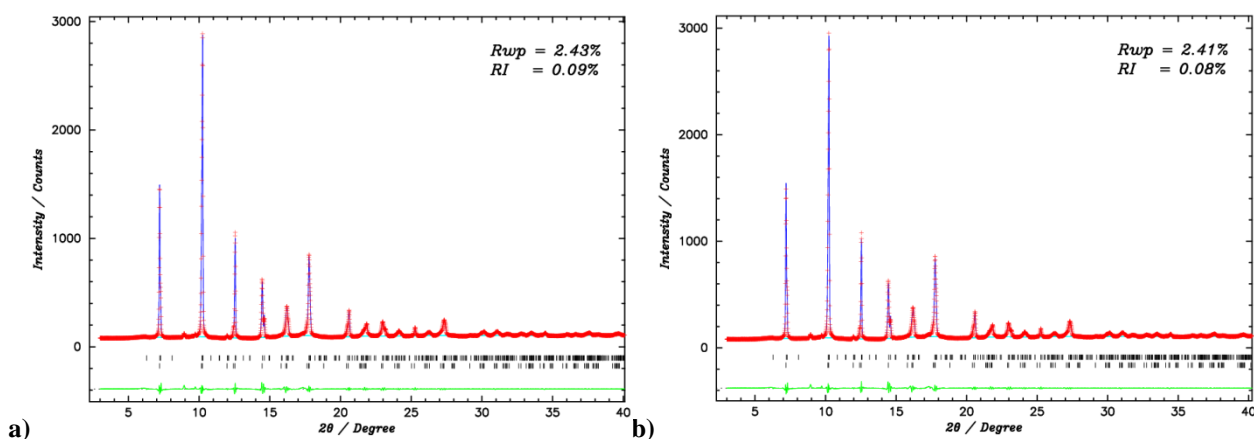 3000
Rwp = 2.43%
RI = 0.09%
2000
1000
0
Intensity / Counts
5 10 15 20 25 30 35 40
2θ / Degree
a)
3000
Rwp = 2.41%
RI = 0.08%
2000
1000
0
Intensity / Counts
5 10 15 20 25 30 35 40
2θ / Degree
b)